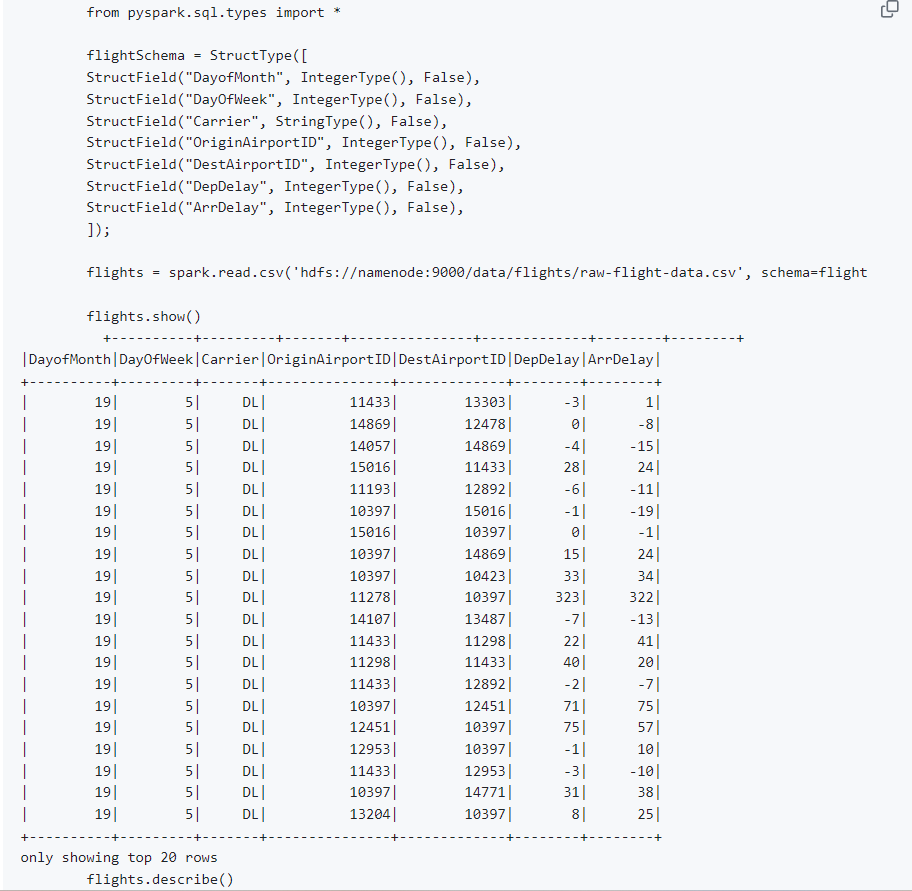 from pyspark.sql.types import *
flightSchema = StructType([
StructField("DayofMonth", IntegerType(), False),
StructField("DayOfWeek", IntegerType(), False),
StructField("Carrier", StringType(), False),
StructField("OriginAirportID", IntegerType(), False),
StructField("DestAirportID", IntegerType(), False),
StructField("DepDelay", IntegerType(), False),
StructField("ArrDelay", IntegerType(), False),
]);
flights = spark.read.csv('hdfs://namenode:9000/data/flights/raw-flight-data.csv', schema=flight
flights.show()
+----------+---------+-------+---------------+-------------+--------+--------+
|DayofMonth|DayOfWeek|Carrier|OriginAirportID|DestAirportID|DepDelay|ArrDelay|
+----------+---------+-------+---------------+-------------+--------+--------+
|        19|        5|     DL|          11433|        13303|      -3|       1|
|        19|        5|     DL|          14869|        12478|       0|      -8|
|        19|        5|     DL|          14057|        14869|      -4|     -15|
|        19|        5|     DL|          15016|        11433|      28|      24|
|        19|        5|     DL|          11193|        12892|      -6|     -11|
|        19|        5|     DL|          10397|        15016|      -1|     -19|
|        19|        5|     DL|          15016|        10397|       0|      -1|
|        19|        5|     DL|          10397|        14869|      15|      24|
|        19|        5|     DL|          10397|        10423|      33|      34|
|        19|        5|     DL|          11278|        10397|     323|     322|
|        19|        5|     DL|          14107|        13487|      -7|     -13|
|        19|        5|     DL|          11433|        11298|      22|      41|
|        19|        5|     DL|          11298|        11433|      40|      20|
|        19|        5|     DL|          11433|        12892|      -2|      -7|
|        19|        5|     DL|          10397|        12451|      71|      75|
|        19|        5|     DL|          12451|        10397|      75|      57|
|        19|        5|     DL|          12953|        10397|      -1|      10|
|        19|        5|     DL|          11433|        12953|      -3|     -10|
|        19|        5|     DL|          10397|        14771|      31|      38|
|        19|        5|     DL|          13204|        10397|       8|      25|
+----------+---------+-------+---------------+-------------+--------+--------+
only showing top 20 rows
flights.describe()